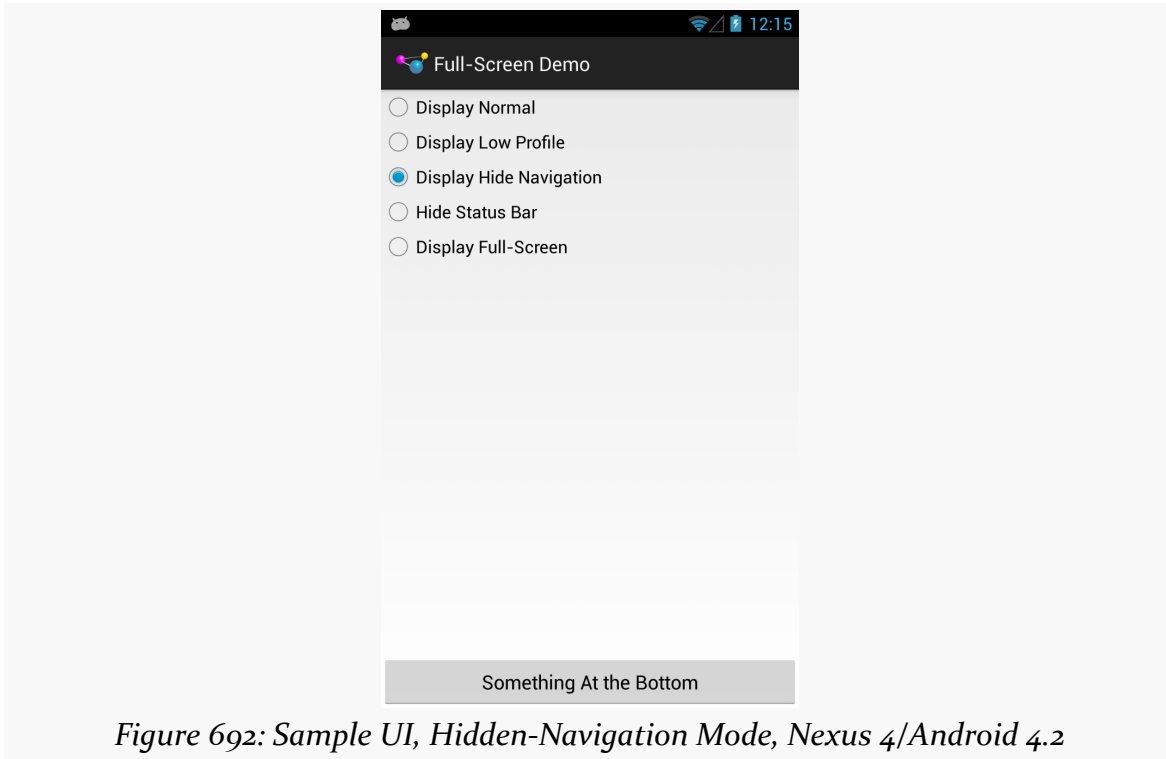 12:15
Full-Screen Demo
Display Normal
Display Low Profile
Display Hide Navigation
Hide Status Bar
Display Full-Screen
Something At the Bottom
Figure 692: Sample UI, Hidden-Navigation Mode, Nexus 4/Android 4.2